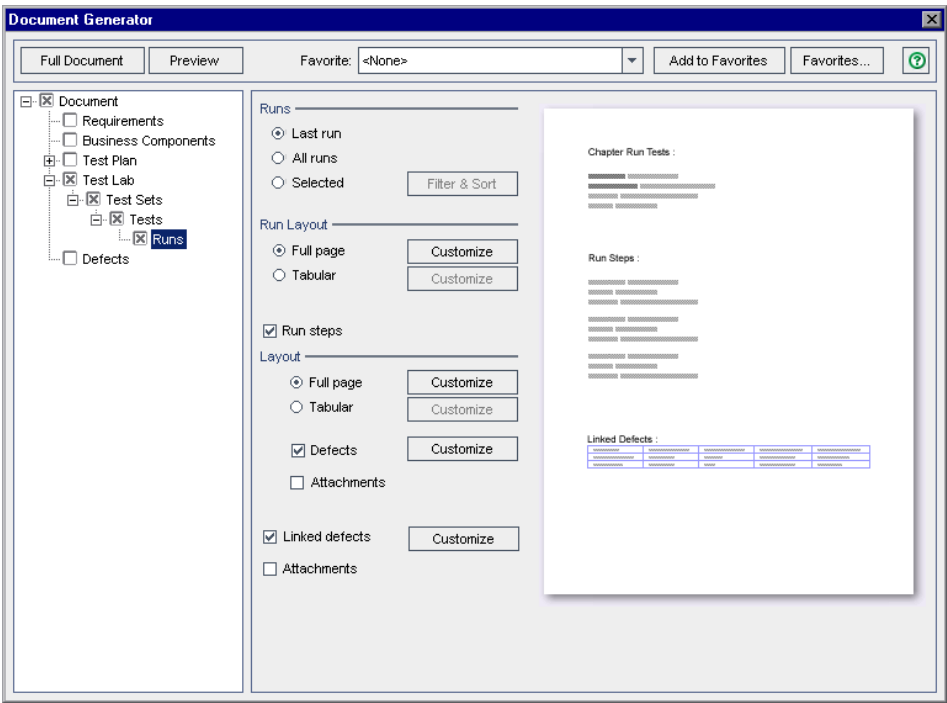 Document Generator
Full Document Preview Favorite: <None> Add to Favorites Favorites...
Document
Requirements
Business Components
Test Plan
Test Lab
Test Sets
Tests
Runs
Defects
Runs
Last run
All runs
Selected Filter & Sort
Run Layout
Full page Customize
Tabular Customize
Run steps
Layout
Full page Customize
Tabular Customize
Defects Customize
Attachments
Linked defects Customize
Attachments
Chapter Run Tests :
Run Steps :
Linked Defects :